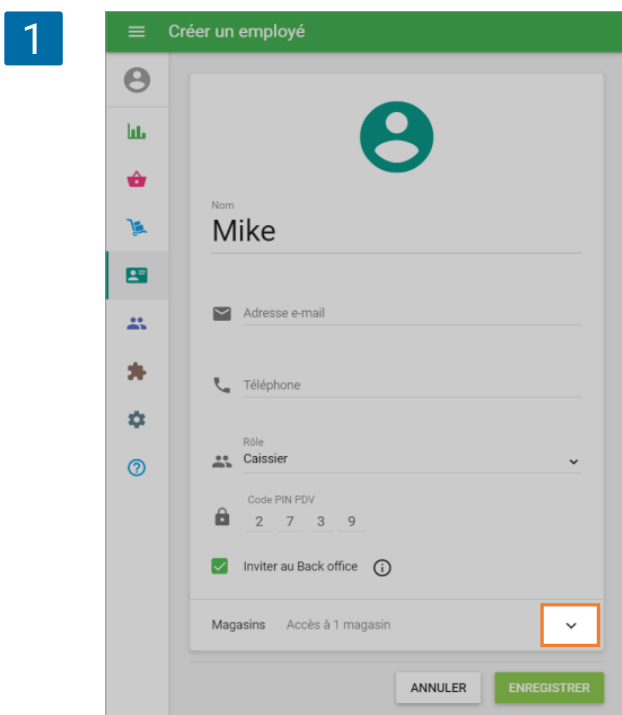 1
Créer un employé
Nom
Mike
Adresse e-mail
Téléphone
Rôle
Caissier
Code PIN PDV
2 7 3 9
Inviter au Back office
Magasins Accès à 1 magasin
ANNULER ENREGISTRER